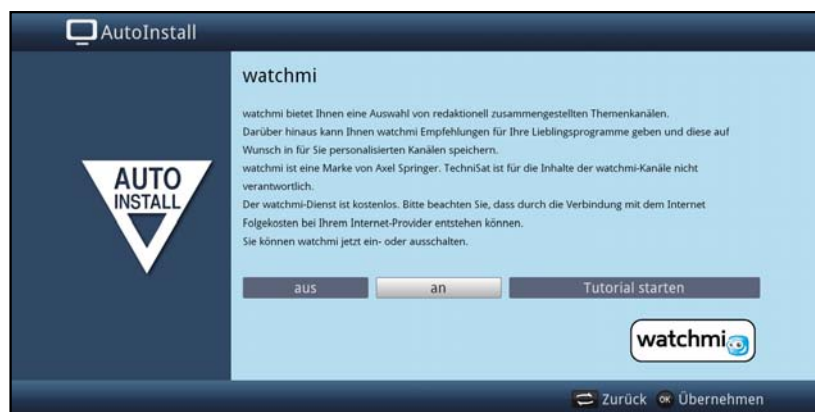 AutoInstall
AUTO
INSTALL
watchmi
watchmi bietet Ihnen eine Auswahl von redaktionell zusammengestellten Themenkanälen.
Darüber hinaus kann Ihnen watchmi Empfehlungen für Ihre Lieblingsprogramme geben und diese auf
Wunsch in für Sie personalisierten Kanälen speichern.
watchmi ist eine Marke von Axel Springer. TechniSat ist für die Inhalte der watchmi-Kanäle nicht
verantwortlich.
Der watchmi-Dienst ist kostenlos. Bitte beachten Sie, dass durch die Verbindung mit dem Internet
Folgekosten bei Ihrem Internet-Provider entstehen können.
Sie können watchmi jetzt ein- oder ausschalten.
aus an Tutorial starten
watchmi
Zurück OK Übernehmen